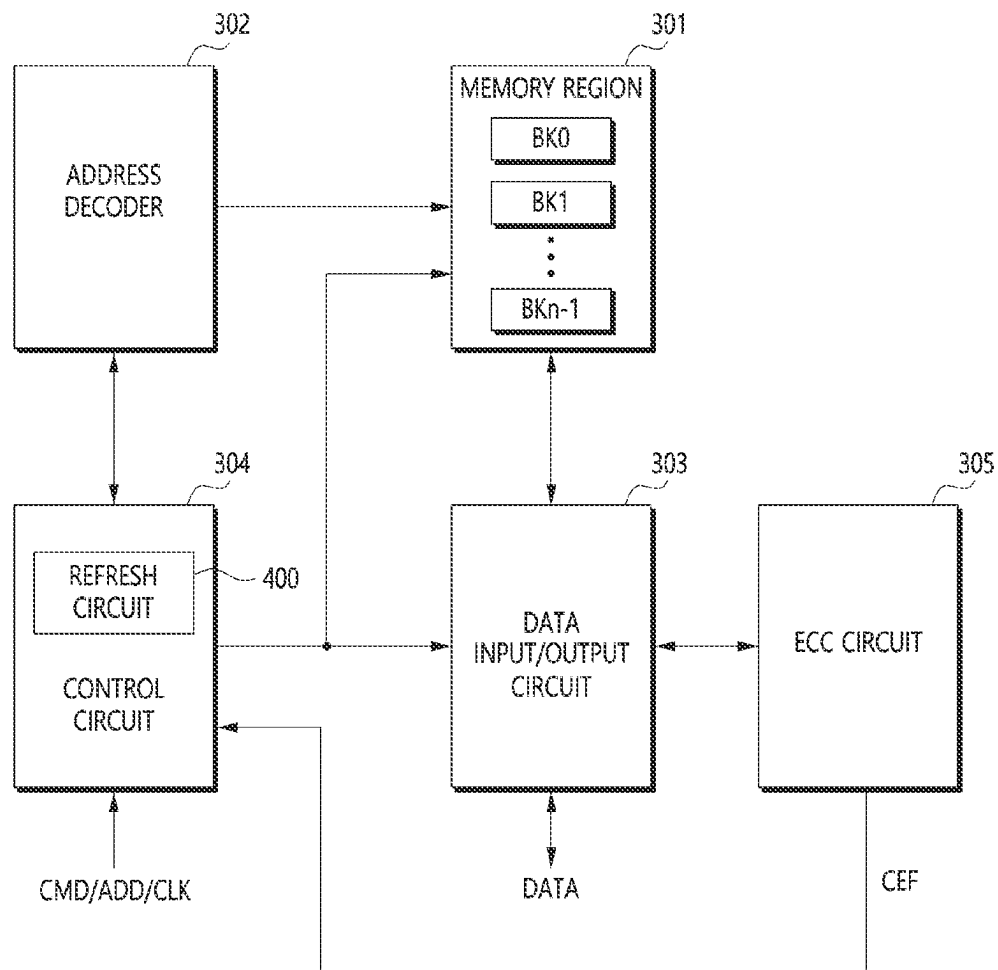 302
301
ADDRESS
DECODER
MEMORY REGION
BK0
BK1
BKn-1
304
303
305
REFRESH
CIRCUIT
400
CONTROL
CIRCUIT
DATA
INPUT/OUTPUT
CIRCUIT
ECC CIRCUIT
CMD/ADD/CLK
DATA
CEF